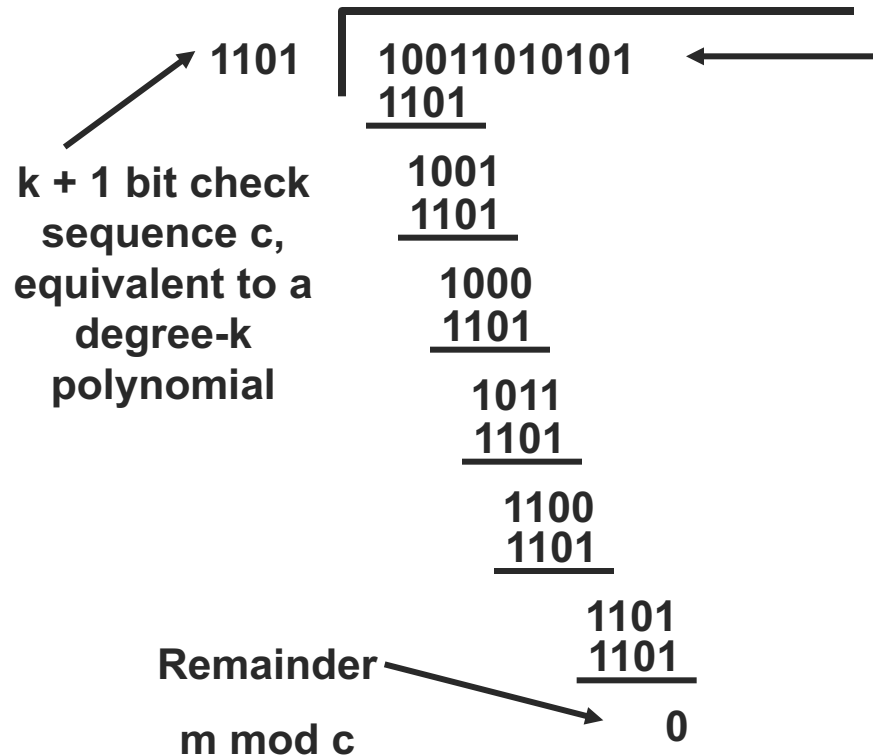 1101 10011010101
1101
1001
1101
1000
1101
1011
1101
1100
1101
1101
1101
0
k + 1 bit check
sequence c,
equivalent to a
degree-k
polynomial
Remainder
m mod c